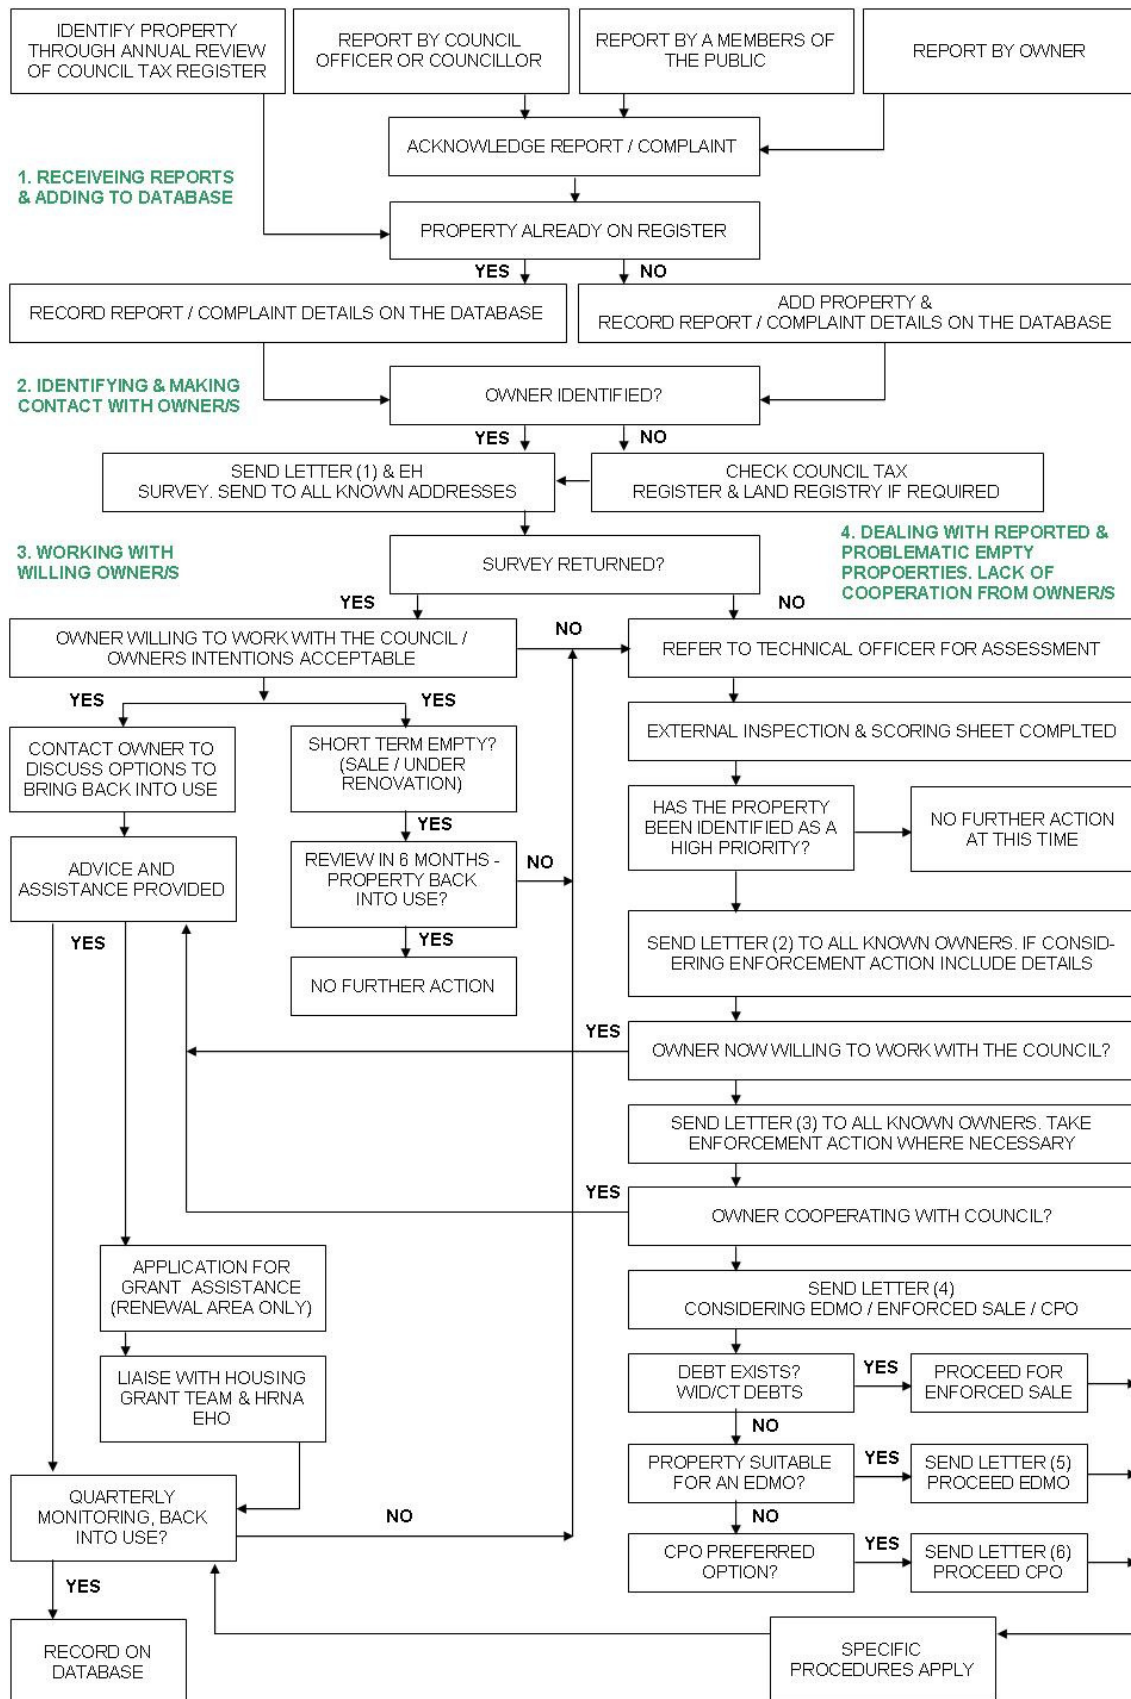 IDENTIFY PROPERTY
THROUGH ANNUAL REVIEW
OF COUNCIL TAX REGISTER
REPORT BY COUNCIL
OFFICER OR COUNCILLOR
REPORT BY A MEMBERS OF
THE PUBLIC
REPORT BY OWNER
ACKNOWLEDGE REPORT / COMPLAINT
1. RECEIVEING REPORTS
& ADDING TO DATABASE
PROPERTY ALREADY ON REGISTER
YES
NO
RECORD REPORT / COMPLAINT DETAILS ON THE DATABASE
ADD PROPERTY &
RECORD REPORT / COMPLAINT DETAILS ON THE DATABASE
2. IDENTIFYING & MAKING
CONTACT WITH OWNER/S
OWNER IDENTIFIED?
YES
NO
SEND LETTER (1) & EH
SURVEY. SEND TO ALL KNOWN ADDRESSES
CHECK COUNCIL TAX
REGISTER & LAND REGISTRY IF REQUIRED
3. WORKING WITH
WILLING OWNER/S
SURVEY RETURNED?
4. DEALING WITH REPORTED &
PROBLEMATIC EMPTY
PROPOERTIES. LACK OF
COOPERATION FROM OWNER/S
YES
NO
OWNER WILLING TO WORK WITH THE COUNCIL /
OWNERS INTENTIONS ACCEPTABLE
NO
REFER TO TECHNICAL OFFICER FOR ASSESSMENT
YES
YES
EXTERNAL INSPECTION & SCORING SHEET COMPLTED
CONTACT OWNER TO
DISCUSS OPTIONS TO
BRING BACK INTO USE
SHORT TERM EMPTY?
(SALE / UNDER
RENOVATION)
HAS THE PROPERTY
BEEN IDENTIFIED AS A
HIGH PRIORITY?
NO FURTHER ACTION
AT THIS TIME
YES
ADVICE AND
ASSISTANCE PROVIDED
REVIEW IN 6 MONTHS -
PROPERTY BACK
INTO USE?
NO
YES
YES
SEND LETTER (2) TO ALL KNOWN OWNERS. IF CONSID-
ERING ENFORCEMENT ACTION INCLUDE DETAILS
NO FURTHER ACTION
YES
OWNER NOW WILLING TO WORK WITH THE COUNCIL?
SEND LETTER (3) TO ALL KNOWN OWNERS. TAKE
ENFORCEMENT ACTION WHERE NECESSARY
YES
OWNER COOPERATING WITH COUNCIL?
APPLICATION FOR
GRANT ASSISTANCE
(RENEWAL AREA ONLY)
SEND LETTER (4)
CONSIDERING EDMO / ENFORCED SALE / CPO
LIAISE WITH HOUSING
GRANT TEAM & HRNA
EHO
DEBT EXISTS?
WID/CT DEBTS
YES
PROCEED FOR
ENFORCED SALE
NO
PROPERTY SUITABLE
FOR AN EDMO?
YES
SEND LETTER (5)
PROCEED EDMO
QUARTERLY
MONITORING, BACK
INTO USE?
NO
NO
CPO PREFERRED
OPTION?
YES
SEND LETTER (6)
PROCEED CPO
YES
RECORD ON
DATABASE
SPECIFIC
PROCEDURES APPLY